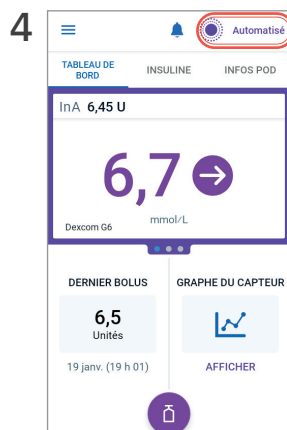 4
Automatisé
TABLEAU DE BORD
INSULINE
INFOS POD
InA 6,45 U
6,7
mmol/L
Dexcom G6
DERNIER BOLUS
GRAPHE DU CAPTEUR
6,5
Unités
19 janv. (19 h 01)
AFFICHER